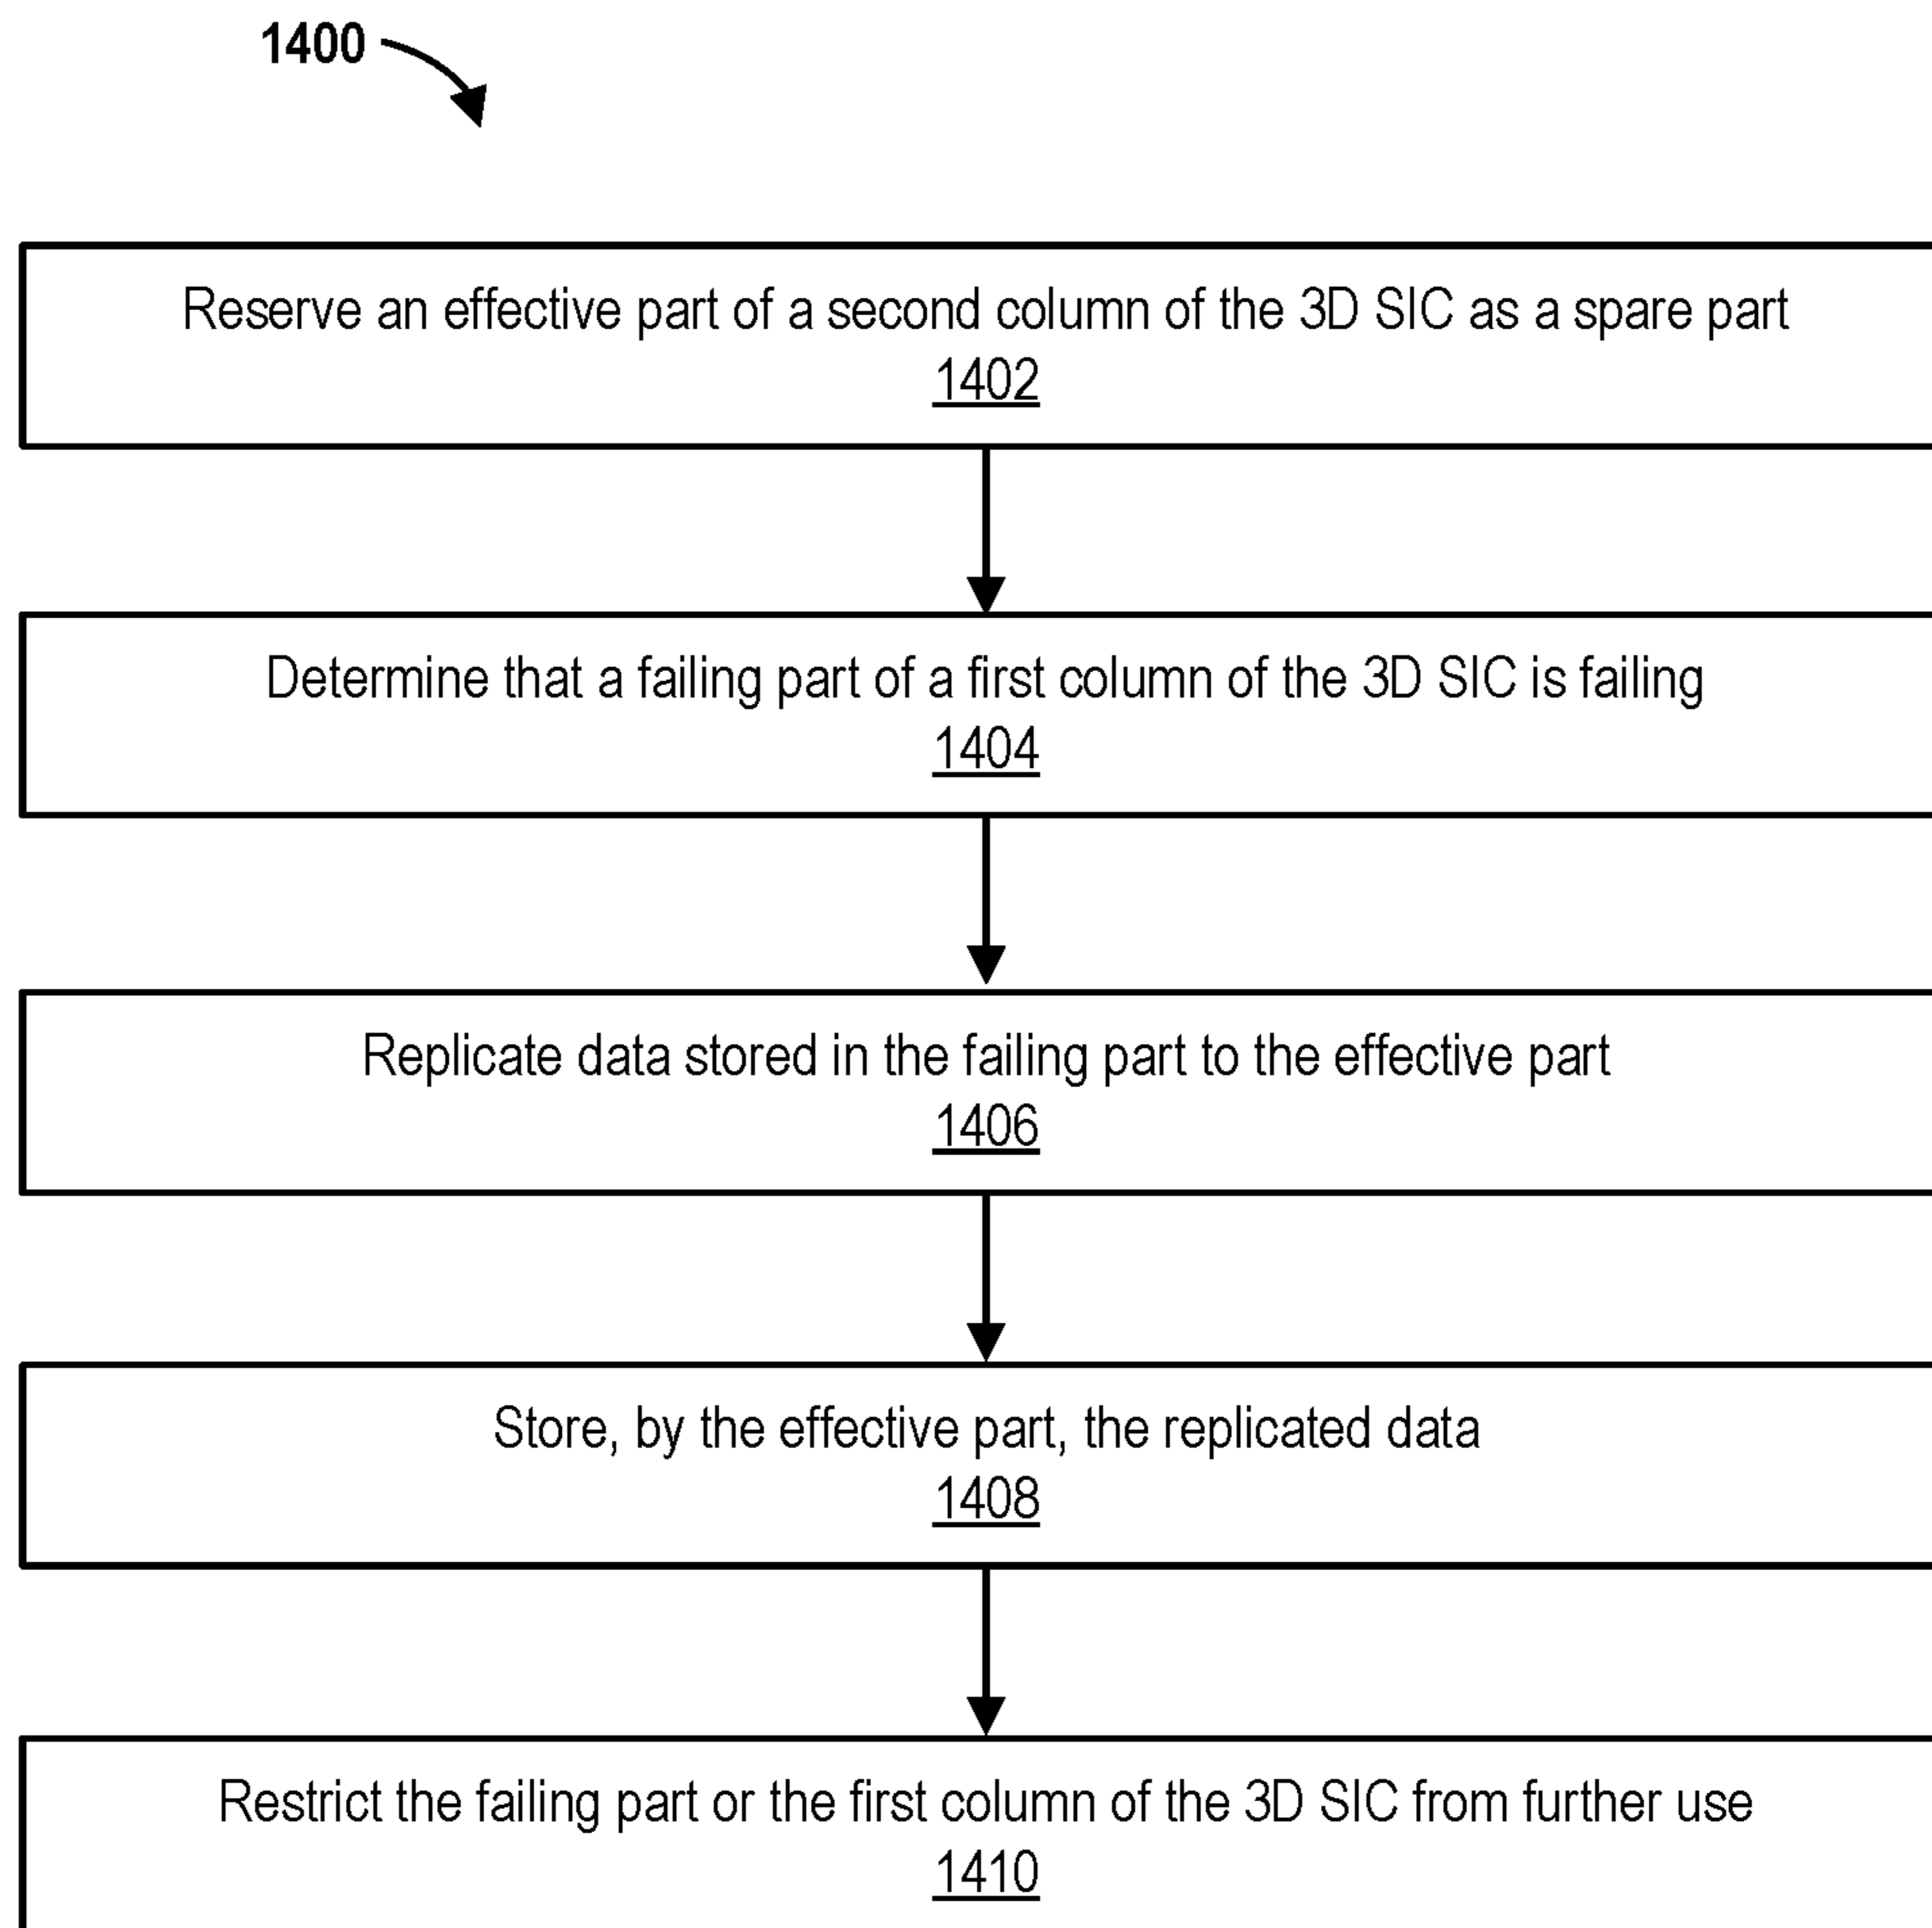 1400
Reserve an effective part of a second column of the 3D SIC as a spare part
1402
Determine that a failing part of a first column of the 3D SIC is failing
1404
Replicate data stored in the failing part to the effective part
1406
Store, by the effective part, the replicated data
1408
Restrict the failing part or the first column of the 3D SIC from further use
1410